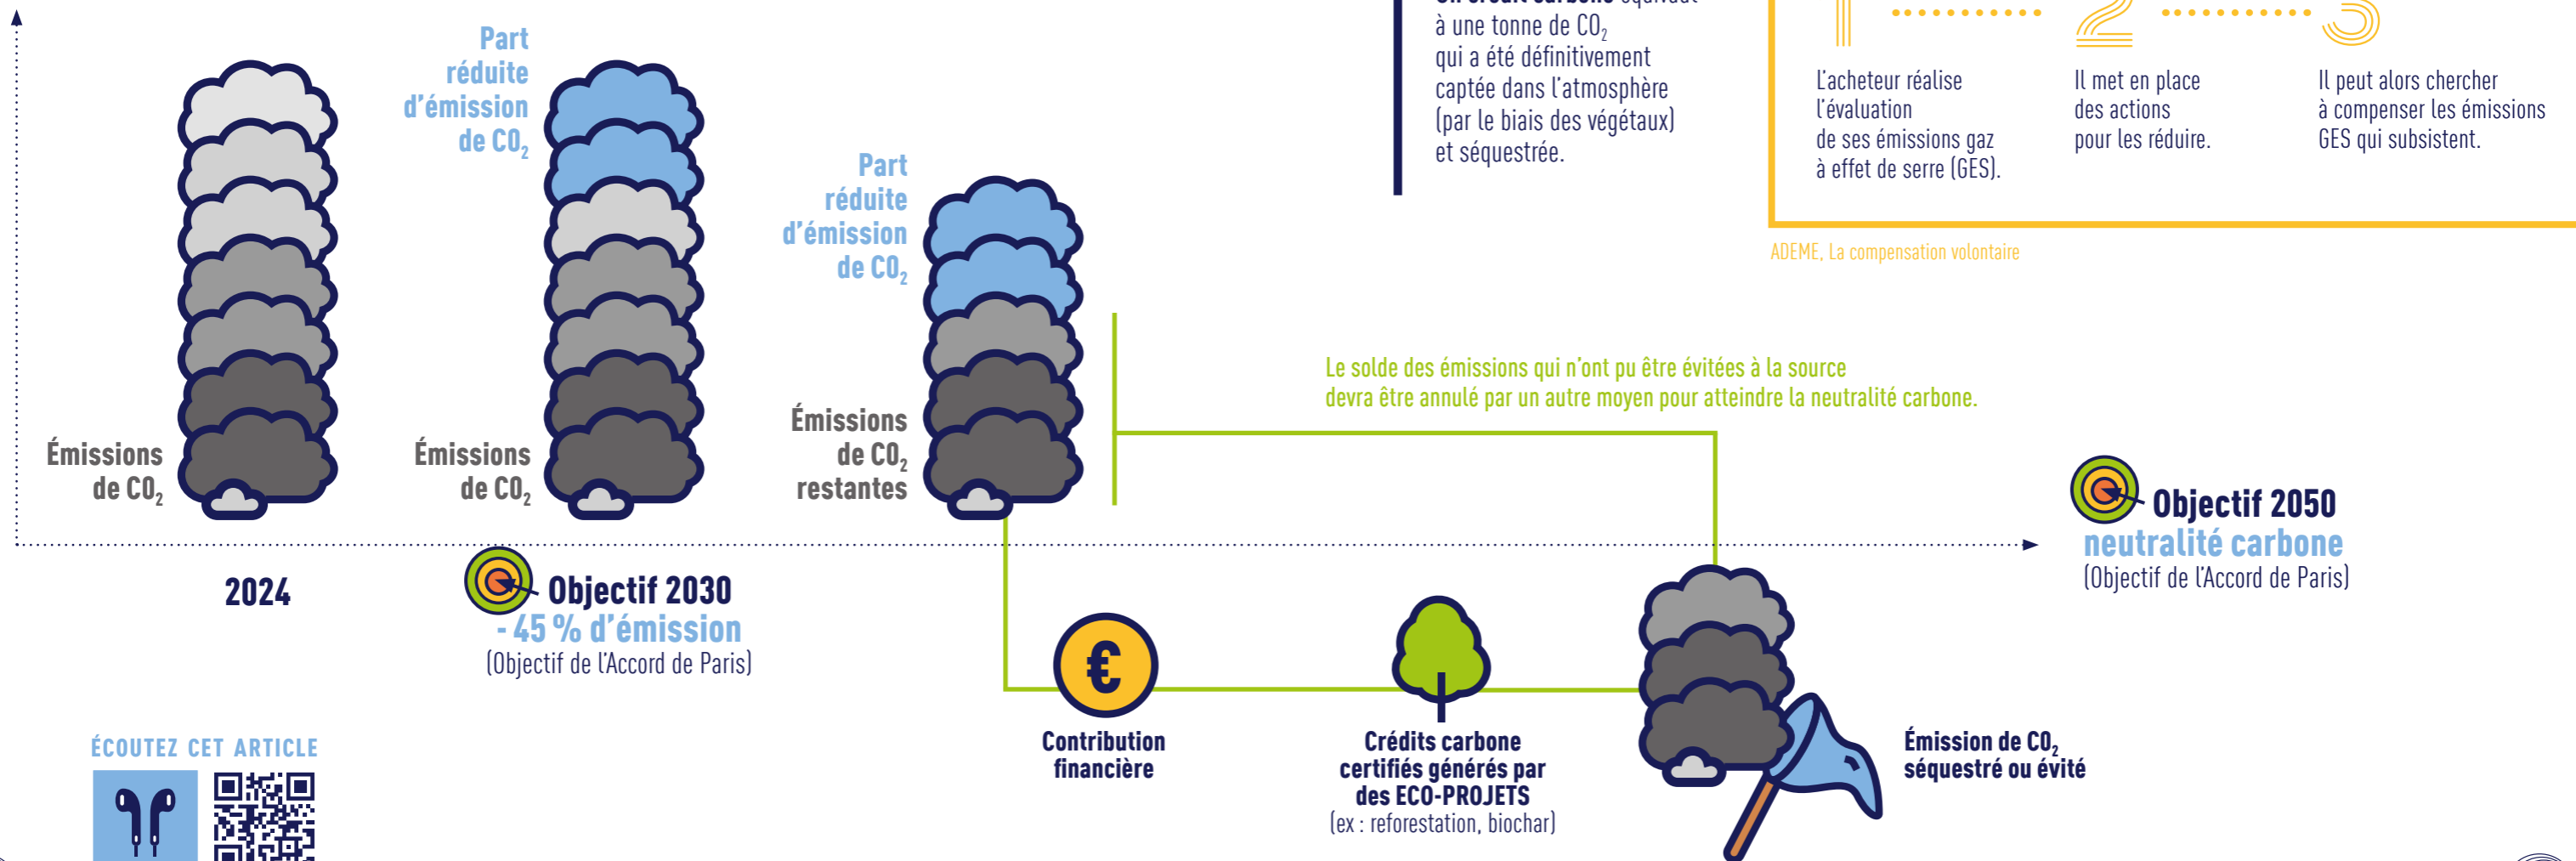 Un crédit carbone équivaut
à une tonne de CO₂
qui a été définitivement
captée dans l'atmosphère
(par le biais des végétaux)
et séquestrée.
1
L'acheteur réalise
l'évaluation
de ses émissions gaz
à effet de serre (GES).
2
Il met en place
des actions
pour les réduire.
3
Il peut alors chercher
à compenser les émissions
GES qui subsistent.
ADEME, La compensation volontaire
Part
réduite
d'émission
de CO₂
Part
réduite
d'émission
de CO₂
Émissions
de CO₂
Émissions
de CO₂
Émissions
de CO₂
restantes
Le solde des émissions qui n'ont pu être évitées à la source
devra être annulé par un autre moyen pour atteindre la neutralité carbone.
2024
Objectif 2030
- 45 % d'émission
(Objectif de l'Accord de Paris)
Objectif 2050
neutralité carbone
(Objectif de l'Accord de Paris)
€
Contribution
financière
Crédits carbone
certifiés générés par
des ECO-PROJETS
(ex : reforestation, biochar)
Émission de CO₂
séquestré ou évité
ÉCOUTEZ CET ARTICLE